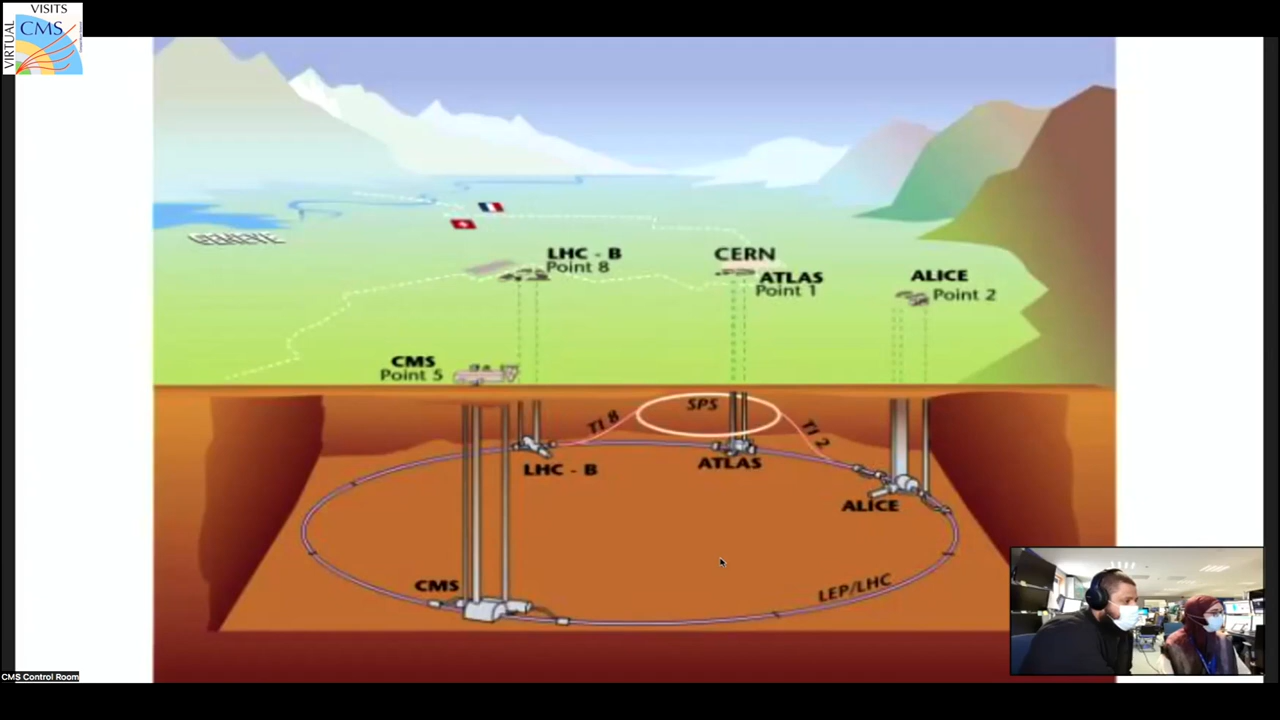 VISITS
VIRTUAL
CMS
GENEVE
LHC - B
Point 8
CERN
ATLAS
Point 1
ALICE
Point 2
CMS
Point 5
SPS
TI 8
TI 2
LHC - B
ATLAS
ALICE
CMS
LEP/LHC
CMS Control Room